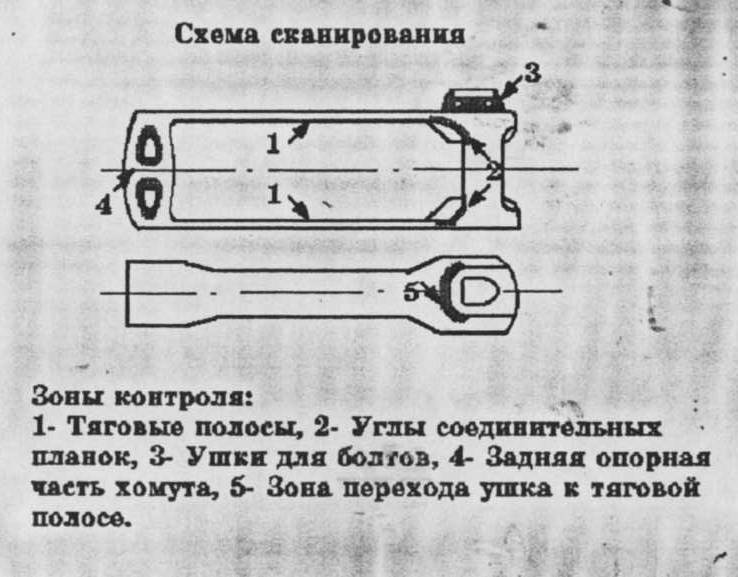 Схема сканирования
3
1
2
1
4
5
Зоны контроля:
1- Тяговые полосы, 2- Углы соединительных
планок, 3- Ушки для болтов, 4- Задняя опорная
часть хомута, 5- Зона перехода ушка к тяговой
полосе.